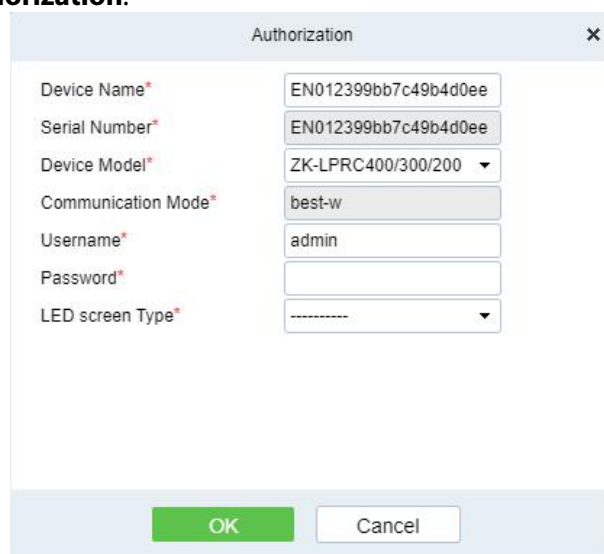 orization.
Authorization ×
Device Name* EN012399bb7c49b4d0ee
Serial Number* EN012399bb7c49b4d0ee
Device Model* ZK-LPRC400/300/200
Communication Mode* best-w
Username* admin
Password*
LED screen Type* ----------
OK Cancel